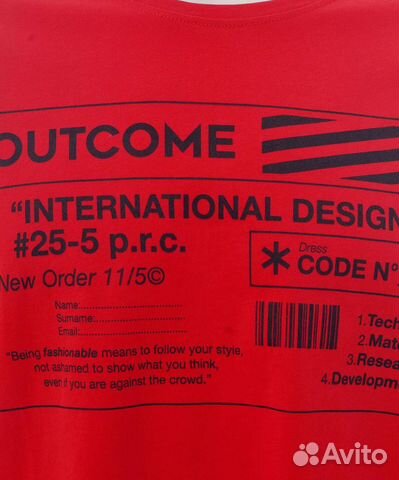 OUTCOME
“INTERNATIONAL DESIGN
#25-5 p.r.c.
Dress
* CODE N°
New Order 11/5©
Name:
Surname:
Email:
1.Tech
2.Mat
3.Resea
4.Developm
“Being fashionable means to follow your style,
not ashamed to show what you think,
even if you are against the crowd.”
Avito